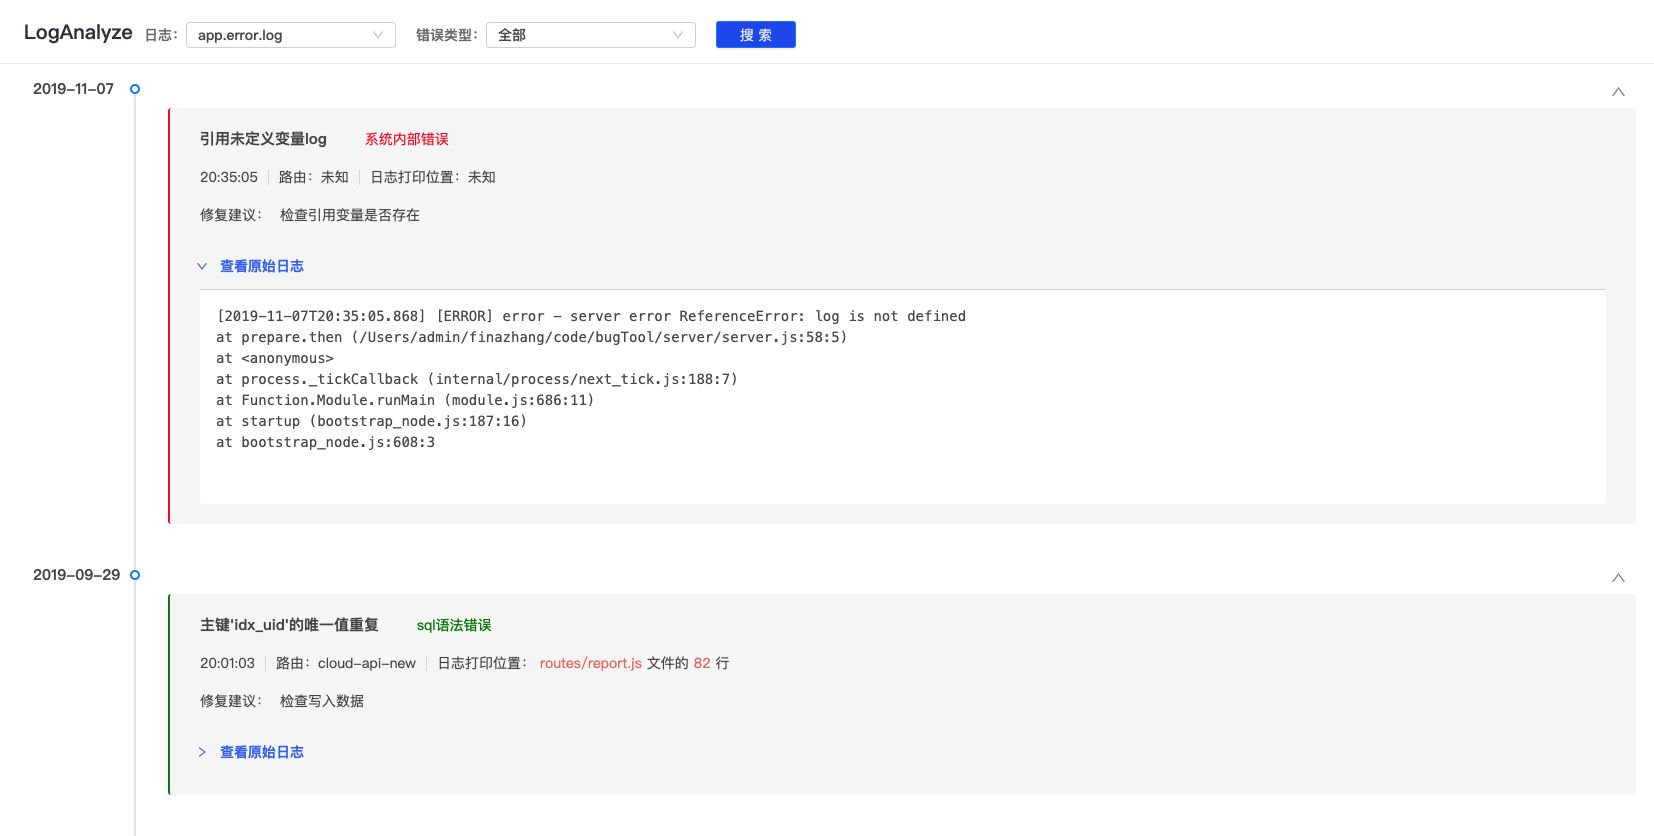 LogAnalyze 日志： app.error.log 错误类型： 全部 搜 索
2019-11-07
引用未定义变量log 系统内部错误
20:35:05 路由：未知 日志打印位置：未知
修复建议： 检查引用变量是否存在
查看原始日志
[2019-11-07T20:35:05.868] [ERROR] error - server error ReferenceError: log is not defined
at prepare.then (/Users/admin/finazhang/code/bugTool/server/server.js:58:5)
at <anonymous>
at process._tickCallback (internal/process/next_tick.js:188:7)
at Function.Module.runMain (module.js:686:11)
at startup (bootstrap_node.js:187:16)
at bootstrap_node.js:608:3
2019-09-29
主键'idx_uid'的唯一值重复 sql语法错误
20:01:03 路由：cloud-api-new 日志打印位置： routes/report.js 文件的 82 行
修复建议： 检查写入数据
查看原始日志